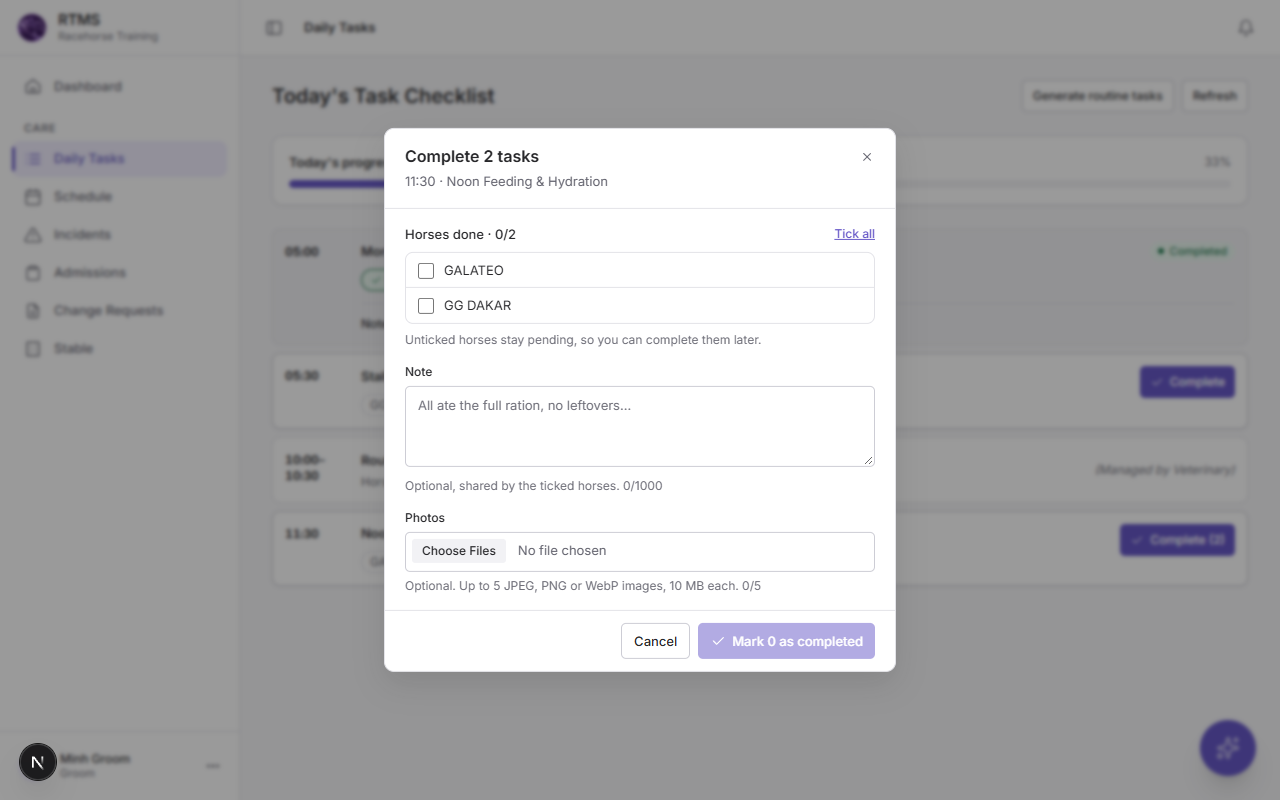 RTMS
Racehorse Training
Daily Tasks
Dashboard
CARE
Daily Tasks
Schedule
Incidents
Admissions
Change Requests
Stable
Minh Groom
Groom
Today's Task Checklist
Generate routine tasks
Refresh
Today's progre
33%
05:00
Completed
05:30
Complete
10:00-
10:30
(Managed by Veterinary)
11:30
Complete (2)
Complete 2 tasks
11:30 · Noon Feeding & Hydration
Horses done · 0/2
Tick all
GALATEO
GG DAKAR
Unticked horses stay pending, so you can complete them later.
Note
All ate the full ration, no leftovers...
Optional, shared by the ticked horses. 0/1000
Photos
Choose Files
No file chosen
Optional. Up to 5 JPEG, PNG or WebP images, 10 MB each. 0/5
Cancel
Mark 0 as completed